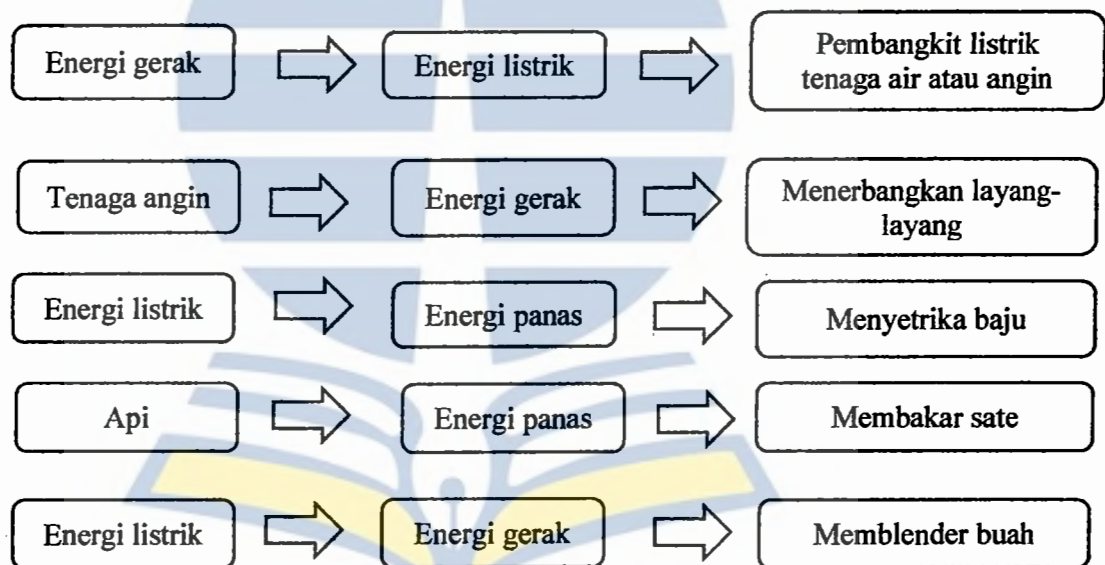 Energi gerak
Energi listrik
Pembangkit listrik
tenaga air atau angin
Tenaga angin
Energi gerak
Menerbangkan layang-
layang
Energi listrik
Energi panas
Menyetrika baju
Api
Energi panas
Membakar sate
Energi listrik
Energi gerak
Memblender buah